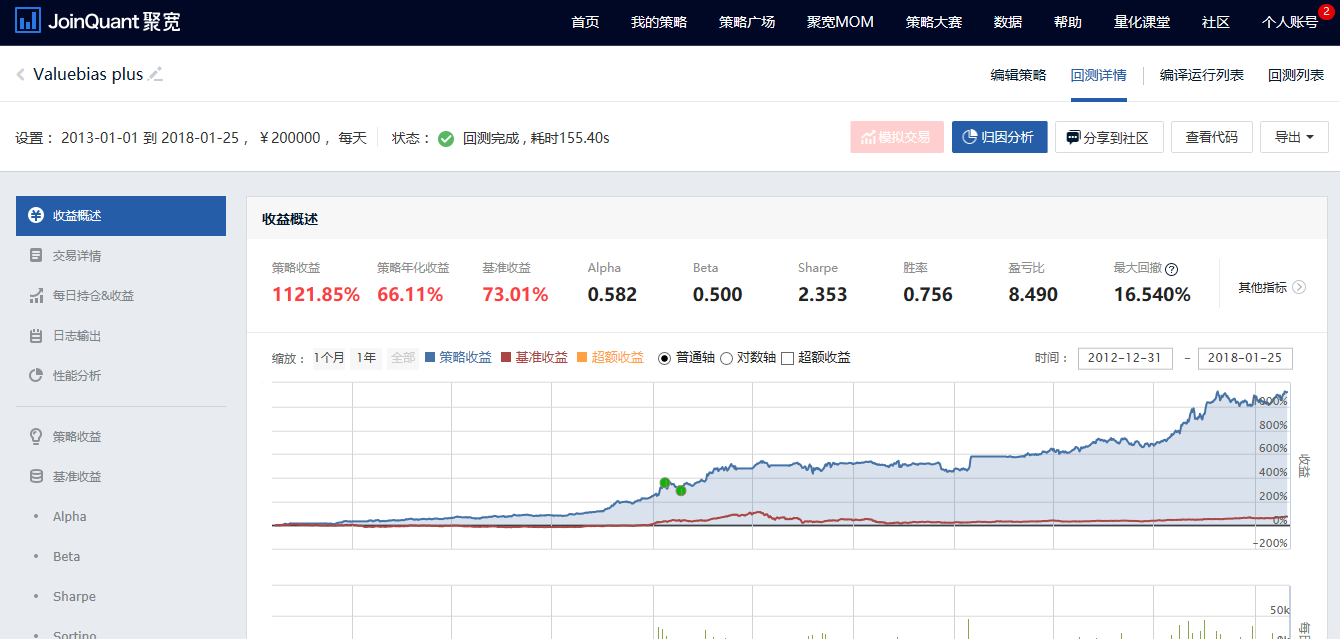 JoinQuant 聚宽
首页 我的策略 策略广场 聚宽MOM 策略大赛 数据 帮助 量化课堂 社区 个人账号 2
Valuebias plus
编辑策略 回测详情 编译运行列表 回测列表
设置： 2013-01-01 到 2018-01-25 , ￥200000 , 每天 状态： 回测完成 , 耗时155.40s
模拟交易 归因分析 分享到社区 查看代码 导出
收益概述
交易详情
每日持仓&收益
日志输出
性能分析
策略收益
基准收益
Alpha
Beta
Sharpe
Sortino
收益概述
策略收益 策略年化收益 基准收益 Alpha Beta Sharpe 胜率 盈亏比 最大回撤 ?
1121.85% 66.11% 73.01% 0.582 0.500 2.353 0.756 8.490 16.540%
其他指标
缩放： 1个月 1年 全部 策略收益 基准收益 超额收益 普通轴 对数轴 超额收益 时间： 2012-12-31 - 2018-01-25
1000%
800%
600%
400%
200%
0%
-200%
收益
50k